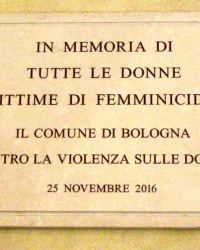 IN MEMORIA DI
TUTTE LE DONNE
ITTIME DI FEMMINICID
IL COMUNE DI BOLOGNA
NTRO LA VIOLENZA SULLE DO
25 NOVEMBRE 2016